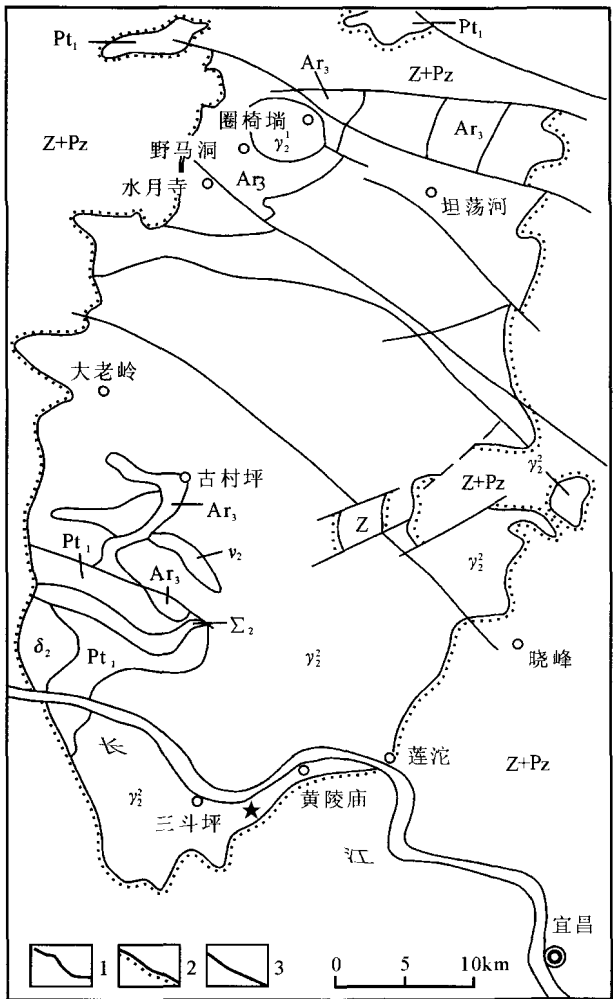 Pt₁
Pt₁
Ar₃
Z+Pz
圈椅埫
Ar₃
γ₂¹
Z+Pz
野马洞
Ar₃
水月寺
坦荡河
大老岭
古村坪
Z+Pz
γ₂²
Ar₃
Z
Pt₁
ν₂
Ar₃
γ₂²
Σ₂
δ₂
Pt₁
γ₂²
晓峰
长
莲沱
Z+Pz
γ₂²
黄陵庙
三斗坪
江
宜昌
1 2 3 0 5 10km